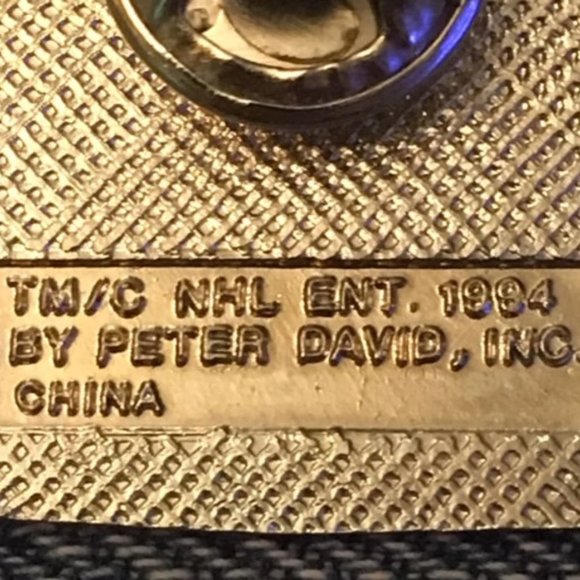 TM/C NHL ENT. 1994
BY PETER DAVID, INC.
CHINA